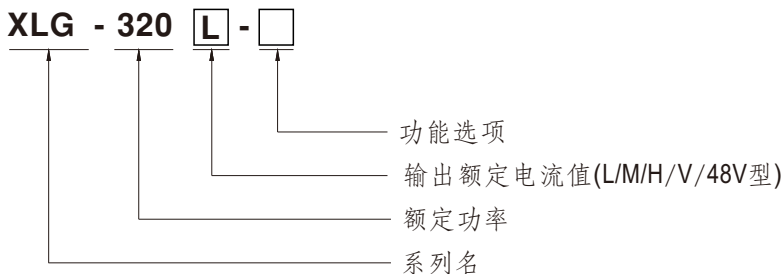 XLG - 320 L - □
功能选项
输出额定电流值(L/M/H/V/48V型)
额定功率
系列名